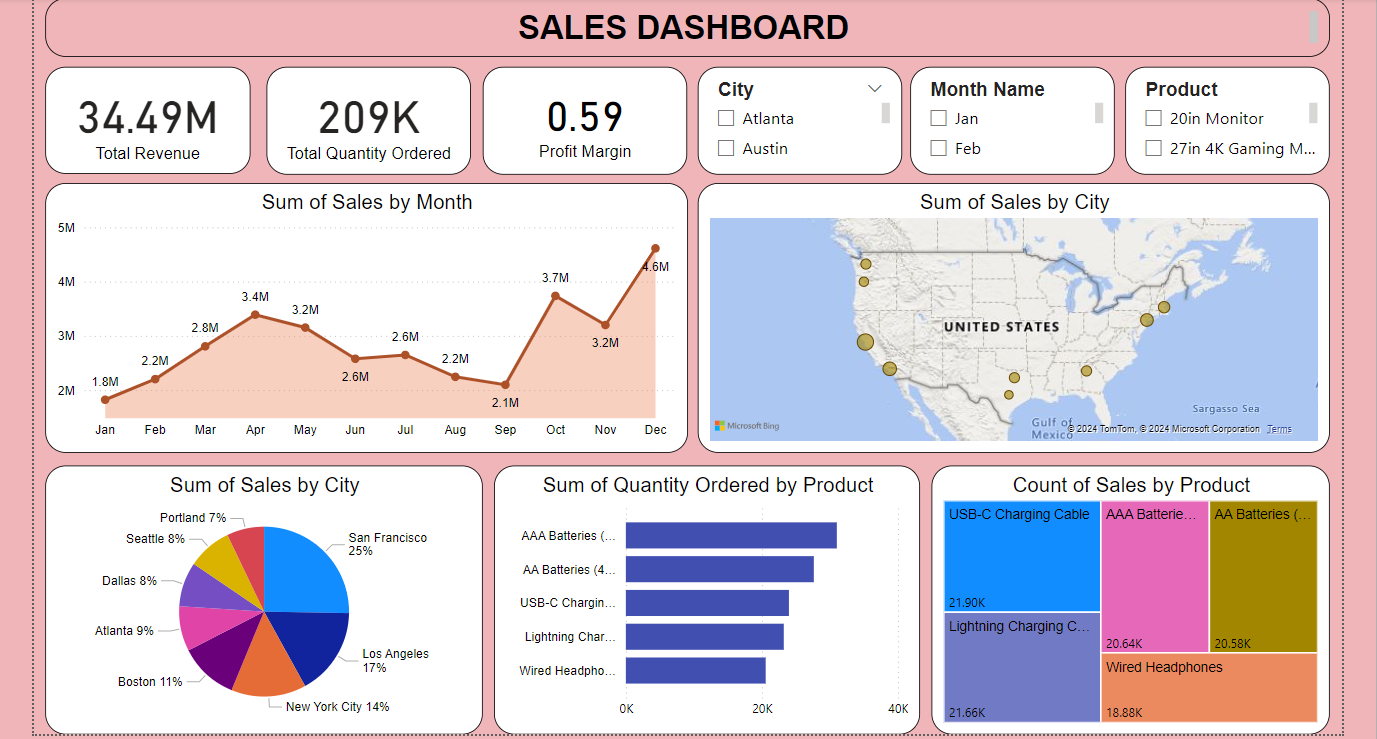 SALES DASHBOARD
34.49M
Total Revenue
209K
Total Quantity Ordered
0.59
Profit Margin
City
Atlanta
Austin
Month Name
Jan
Feb
Product
20in Monitor
27in 4K Gaming M...
Sum of Sales by Month
5M
4M
3M
2M
1.8M
2.2M
2.8M
3.4M
3.2M
2.6M
2.6M
2.2M
2.1M
3.7M
3.2M
4.6M
Jan Feb Mar Apr May Jun Jul Aug Sep Oct Nov Dec
Sum of Sales by City
UNITED STATES
Sargasso Sea
Gulf of
Mexico
Microsoft Bing
© 2024 TomTom, © 2024 Microsoft Corporation Terms
Sum of Sales by City
Portland 7%
Seattle 8%
Dallas 8%
Atlanta 9%
Boston 11%
New York City 14%
Los Angeles
17%
San Francisco
25%
Sum of Quantity Ordered by Product
AAA Batteries (...
AA Batteries (4...
USB-C Chargin...
Lightning Char...
Wired Headpho...
0K 20K 40K
Count of Sales by Product
USB-C Charging Cable
21.90K
Lightning Charging C...
21.66K
AAA Batterie...
20.64K
AA Batteries (...
20.58K
Wired Headphones
18.88K